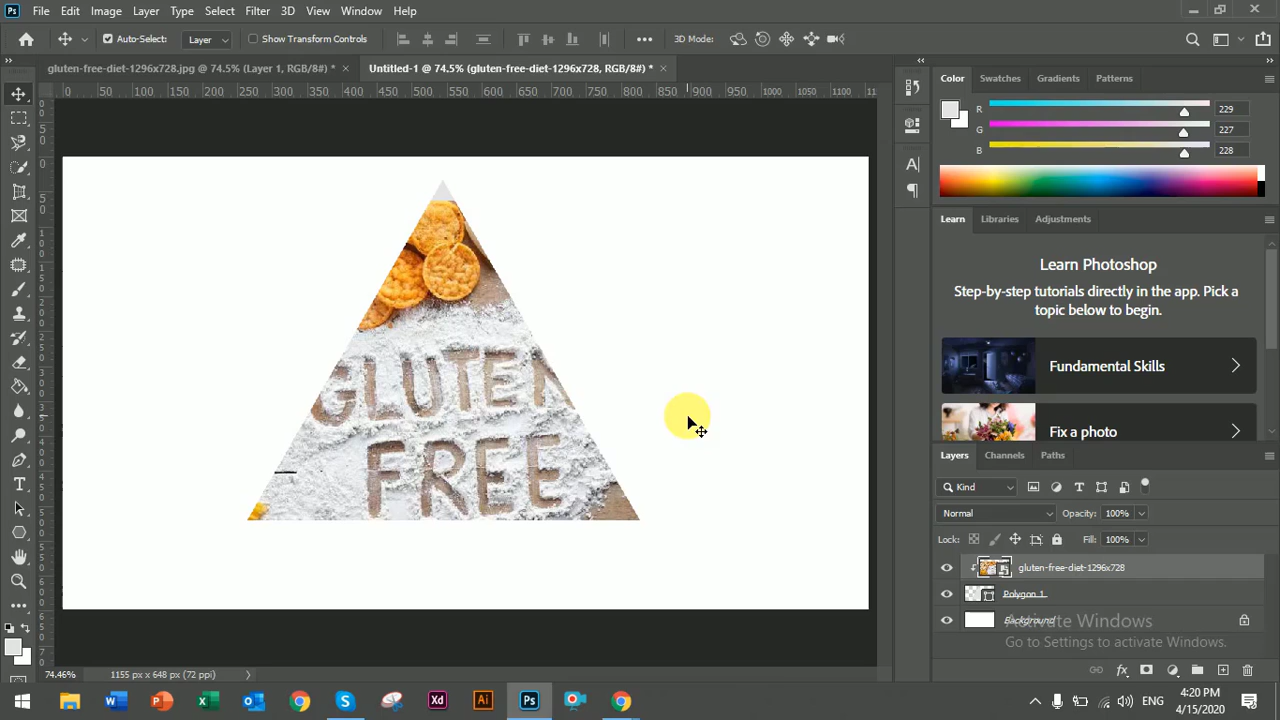 Ps File Edit Image Layer Type Select Filter 3D View Window Help
Auto-Select: Layer Show Transform Controls 3D Mode:
gluten-free-diet-1296x728.jpg @ 74.5% (Layer 1, RGB/8#) * × Untitled-1 @ 74.5% (gluten-free-diet-1296x728, RGB/8#) * ×
0 50 100 150 200 250 300 350 400 450 500 550 600 650 700 750 800 850 900 950 1000 1050 1100
Color Swatches Gradients Patterns
R 229
G 227
B 228
Learn Libraries Adjustments
Learn Photoshop
Step-by-step tutorials directly in the app. Pick a
topic below to begin.
Fundamental Skills
Fix a photo
GLUTEN
FREE
Layers Channels Paths
Kind
Normal Opacity: 100%
Lock: Fill: 100%
gluten-free-diet-1296x728
Polygon 1
Background
Activate Windows
Go to Settings to activate Windows.
74.46% 1155 px x 648 px (72 ppi)
Xd Ai Ps ENG 4:20 PM
4/15/2020